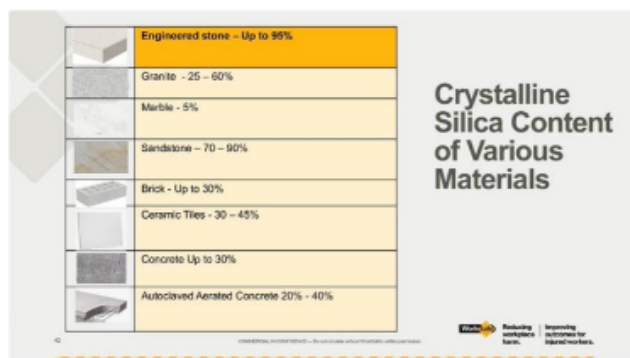 Engineered stone – Up to 95%
Granite - 25 – 60%
Marble - 5%
Sandstone – 70 – 90%
Brick - Up to 30%
Ceramic Tiles - 30 – 45%
Concrete Up to 30%
Autoclaved Aerated Concrete 20% - 40%
Crystalline
Silica Content
of Various
Materials
WorkSafe
Reducing
workplace
harm.
Improving
outcomes for
injured workers.